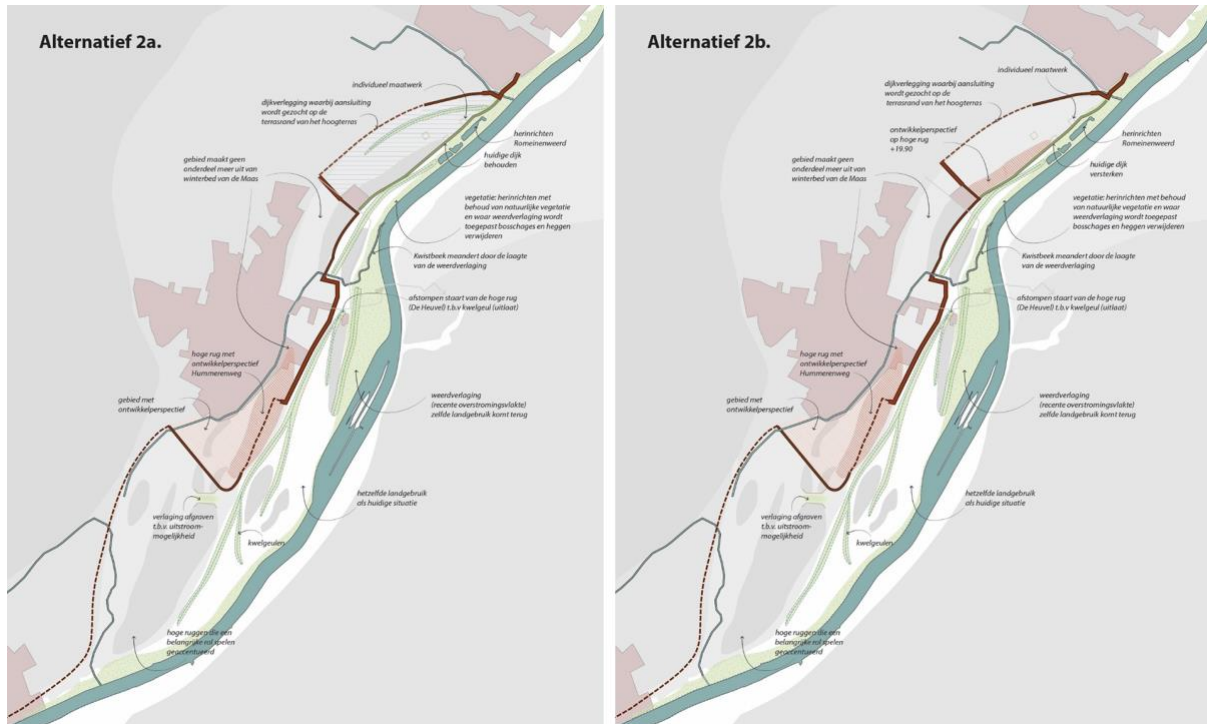 Alternatief 2a.
individueel maatwerk
dijkverlegging waarbij aansluiting
wordt gezocht op de
terrasrand van het hoogterras
herinrichten
Romeinenweerd
huidige dijk
behouden
gebied maakt geen
onderdeel meer uit van
winterbed van de Maas
vegetatie: herinrichten met
behoud van natuurlijke vegetatie
en waar weerdverlaging wordt
toegepast bosschages en heggen
verwijderen
Kwistbeek meandert door de laagte
van de weerdverlaging
afstompen staart van de hoge rug
(De Heuvel) t.b.v kwelgeul (uitlaat)
hoge rug met
ontwikkelperspectief
Hummerenweg
gebied met
ontwikkelperspectief
weerdverlaging
(recente overstromingsvlakte)
zelfde landgebruik komt terug
hetzelfde landgebruik
als huidige situatie
verlaging afgraven
t.b.v. uitstroom-
mogelijkheid
kwelgeulen
hoge ruggen die een
belangrijke rol spelen
geaccentueerd
Alternatief 2b.
individueel maatwerk
dijkverlegging waarbij aansluiting
wordt gezocht op de
terrasrand van het hoogterras
ontwikkelperspectief
op hoge rug
+19.90
herinrichten
Romeinenweerd
huidige dijk
versterken
gebied maakt geen
onderdeel meer uit van
winterbed van de Maas
vegetatie: herinrichten met behoud
van natuurlijke vegetatie en waar
weerdverlaging wordt toegepast
bosschages en heggen verwijderen
Kwistbeek meandert door de laagte
van de weerdverlaging
afstompen staart van de hoge rug
(De Heuvel) t.b.v kwelgeul (uitlaat)
hoge rug met
ontwikkelperspectief
Hummerenweg
gebied met
ontwikkelperspectief
weerdverlaging
(recente overstromingsvlakte)
zelfde landgebruik komt terug
hetzelfde landgebruik
als huidige situatie
verlaging afgraven
t.b.v. uitstroom-
mogelijkheid
kwelgeulen
hoge ruggen die een
belangrijke rol spelen
geaccentueerd